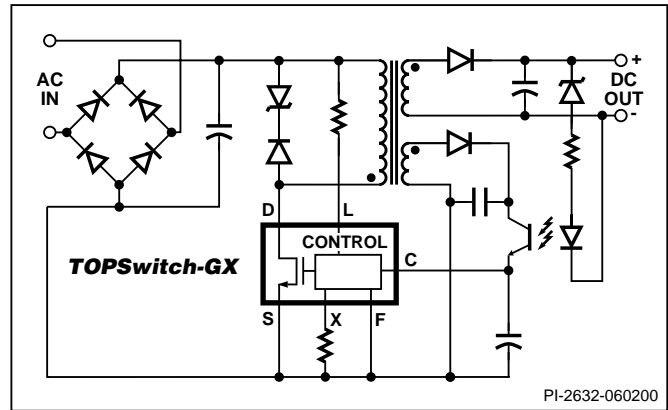 AC
IN
+
DC
OUT
-
D
L
CONTROL
TOPSwitch-GX
C
S
X
F
PI-2632-060200